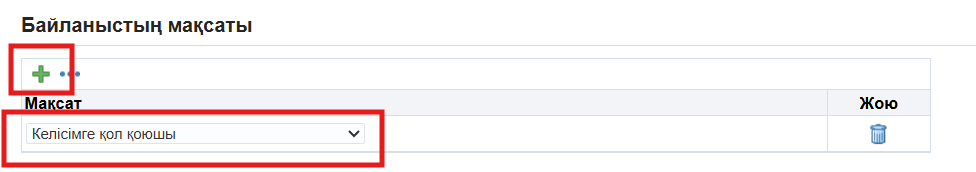 Байланыстың мақсаты
Мақсат Жою
Келісімге қол қоюшы